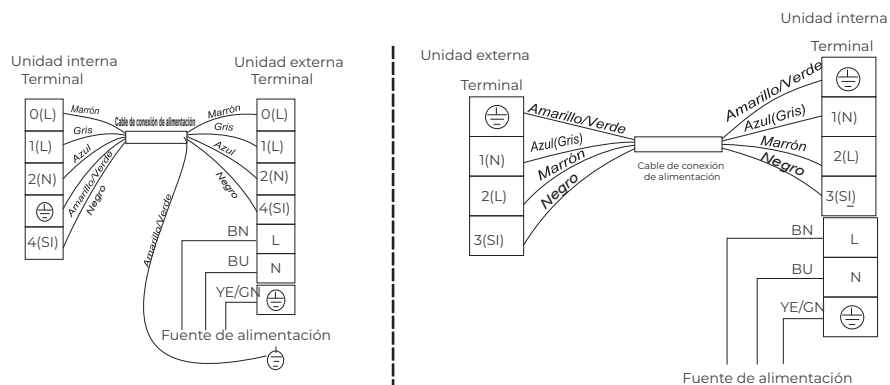 Unidad interna
Terminal
0(L)
1(L)
2(N)
4(SI)
Marrón
Gris
Azul
Amarillo/Verde
Negro
Cable de conexión de alimentación
Unidad externa
Terminal
Marrón
Gris
Azul
Negro
Amarillo/Verde
0(L)
1(L)
2(N)
4(SI)
L
N
BN
BU
YE/GN
Fuente de alimentación
Unidad externa
Terminal
1(N)
2(L)
3(SI)
Amarillo/Verde
Azul(Gris)
Marrón
Negro
Cable de conexión
de alimentación
Unidad interna
Terminal
Amarillo/Verde
Azul(Gris)
Marrón
Negro
1(N)
2(L)
3(SI)
L
N
BN
BU
YE/GN
Fuente de alimentación